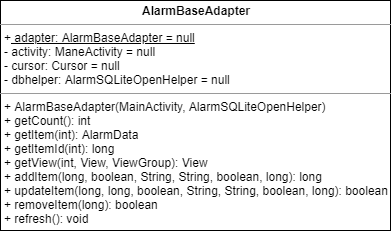 AlarmBaseAdapter
+ adapter: AlarmBaseAdapter = null
- activity: ManeActivity = null
- cursor: Cursor = null
- dbhelper: AlarmSQLiteOpenHelper = null
+ AlarmBaseAdapter(MainActivity, AlarmSQLiteOpenHelper)
+ getCount(): int
+ getItem(int): AlarmData
+ getItemId(int): long
+ getView(int, View, ViewGroup): View
+ addItem(long, boolean, String, String, boolean, long): long
+ updateItem(long, long, boolean, String, String, boolean, long): boolean
+ removeItem(long): boolean
+ refresh(): void